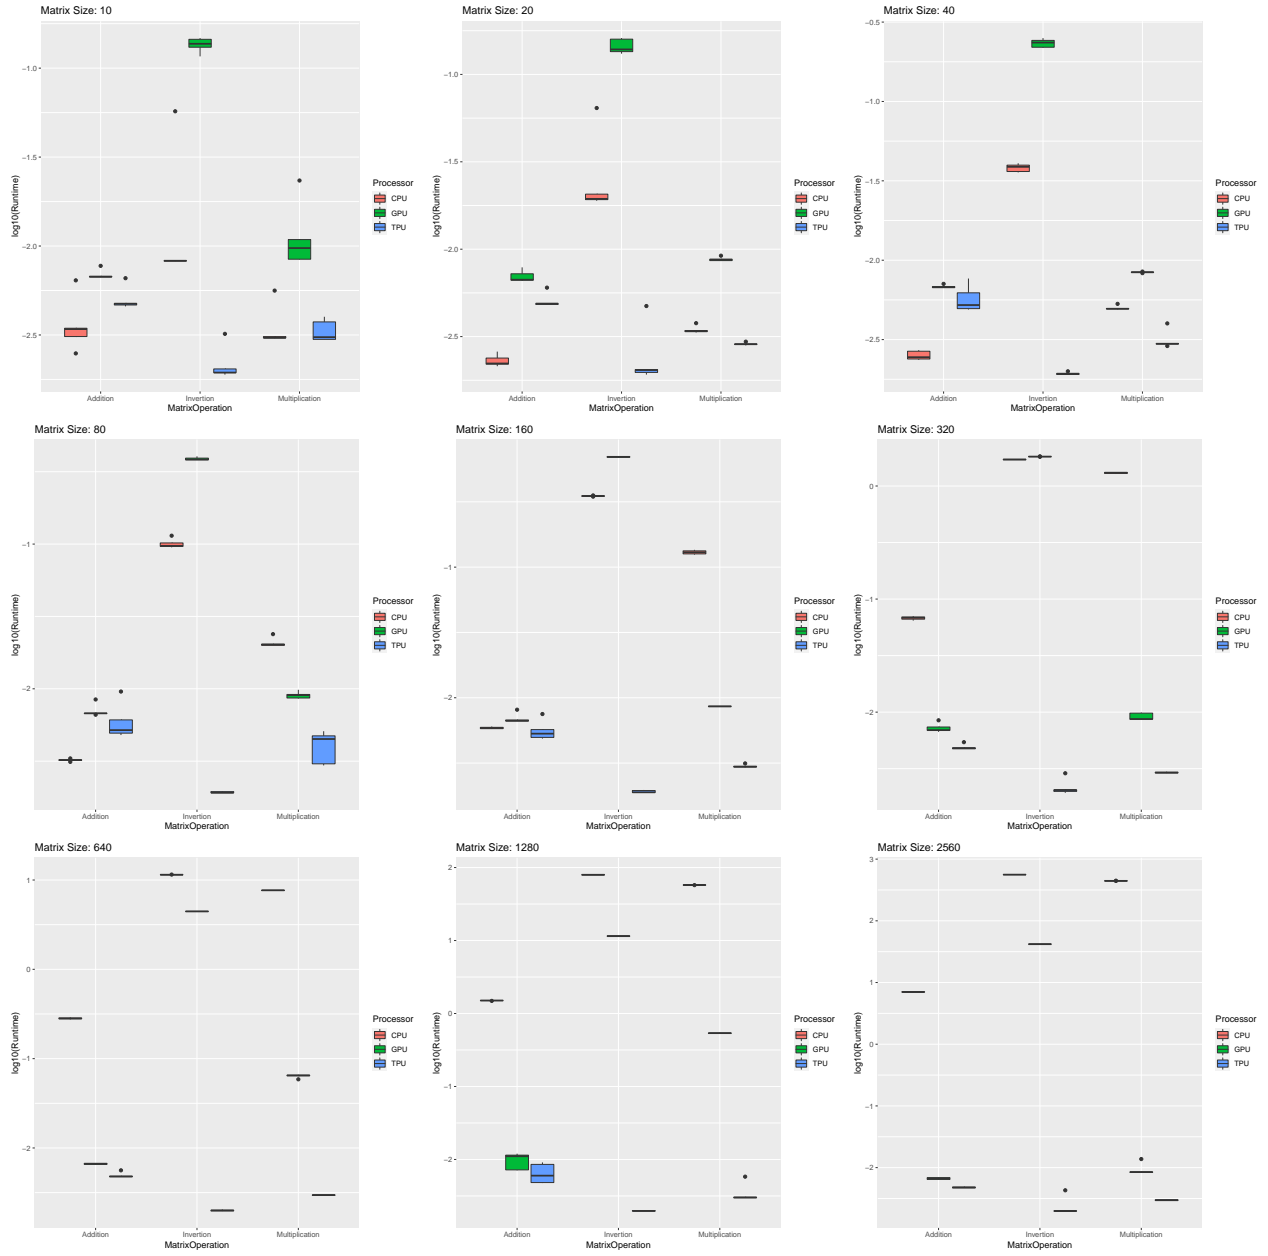 Matrix Size: 10
log10(Runtime)
−1.0
−1.5
−2.0
−2.5
Addition Invertion Multiplication
MatrixOperation
Processor
CPU
GPU
TPU
Matrix Size: 20
log10(Runtime)
−1.0
−1.5
−2.0
−2.5
Addition Invertion Multiplication
MatrixOperation
Processor
CPU
GPU
TPU
Matrix Size: 40
log10(Runtime)
−0.5
−1.0
−1.5
−2.0
−2.5
Addition Invertion Multiplication
MatrixOperation
Processor
CPU
GPU
TPU
Matrix Size: 80
log10(Runtime)
−1
−2
Addition Invertion Multiplication
MatrixOperation
Processor
CPU
GPU
TPU
Matrix Size: 160
log10(Runtime)
−1
−2
Addition Invertion Multiplication
MatrixOperation
Processor
CPU
GPU
TPU
Matrix Size: 320
log10(Runtime)
0
−1
−2
Addition Invertion Multiplication
MatrixOperation
Processor
CPU
GPU
TPU
Matrix Size: 640
log10(Runtime)
1
0
−1
−2
Addition Invertion Multiplication
MatrixOperation
Processor
CPU
GPU
TPU
Matrix Size: 1280
log10(Runtime)
2
1
0
−1
−2
Addition Invertion Multiplication
MatrixOperation
Processor
CPU
GPU
TPU
Matrix Size: 2560
log10(Runtime)
3
2
1
0
−1
−2
Addition Invertion Multiplication
MatrixOperation
Processor
CPU
GPU
TPU